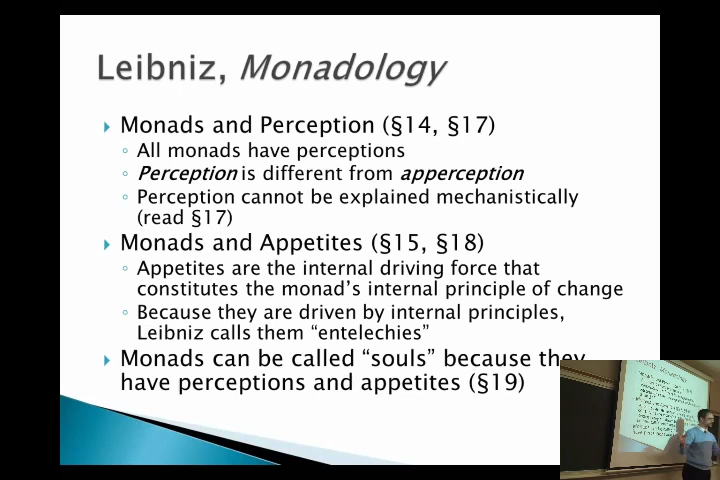 Leibniz, Monadology
Monads and Perception (§14, §17)
All monads have perceptions
Perception is different from apperception
Perception cannot be explained mechanistically
(read §17)
Monads and Appetites (§15, §18)
Appetites are the internal driving force that
constitutes the monad's internal principle of change
Because they are driven by internal principles,
Leibniz calls them “entelechies”
Monads can be called “souls” because they
have perceptions and appetites (§19)